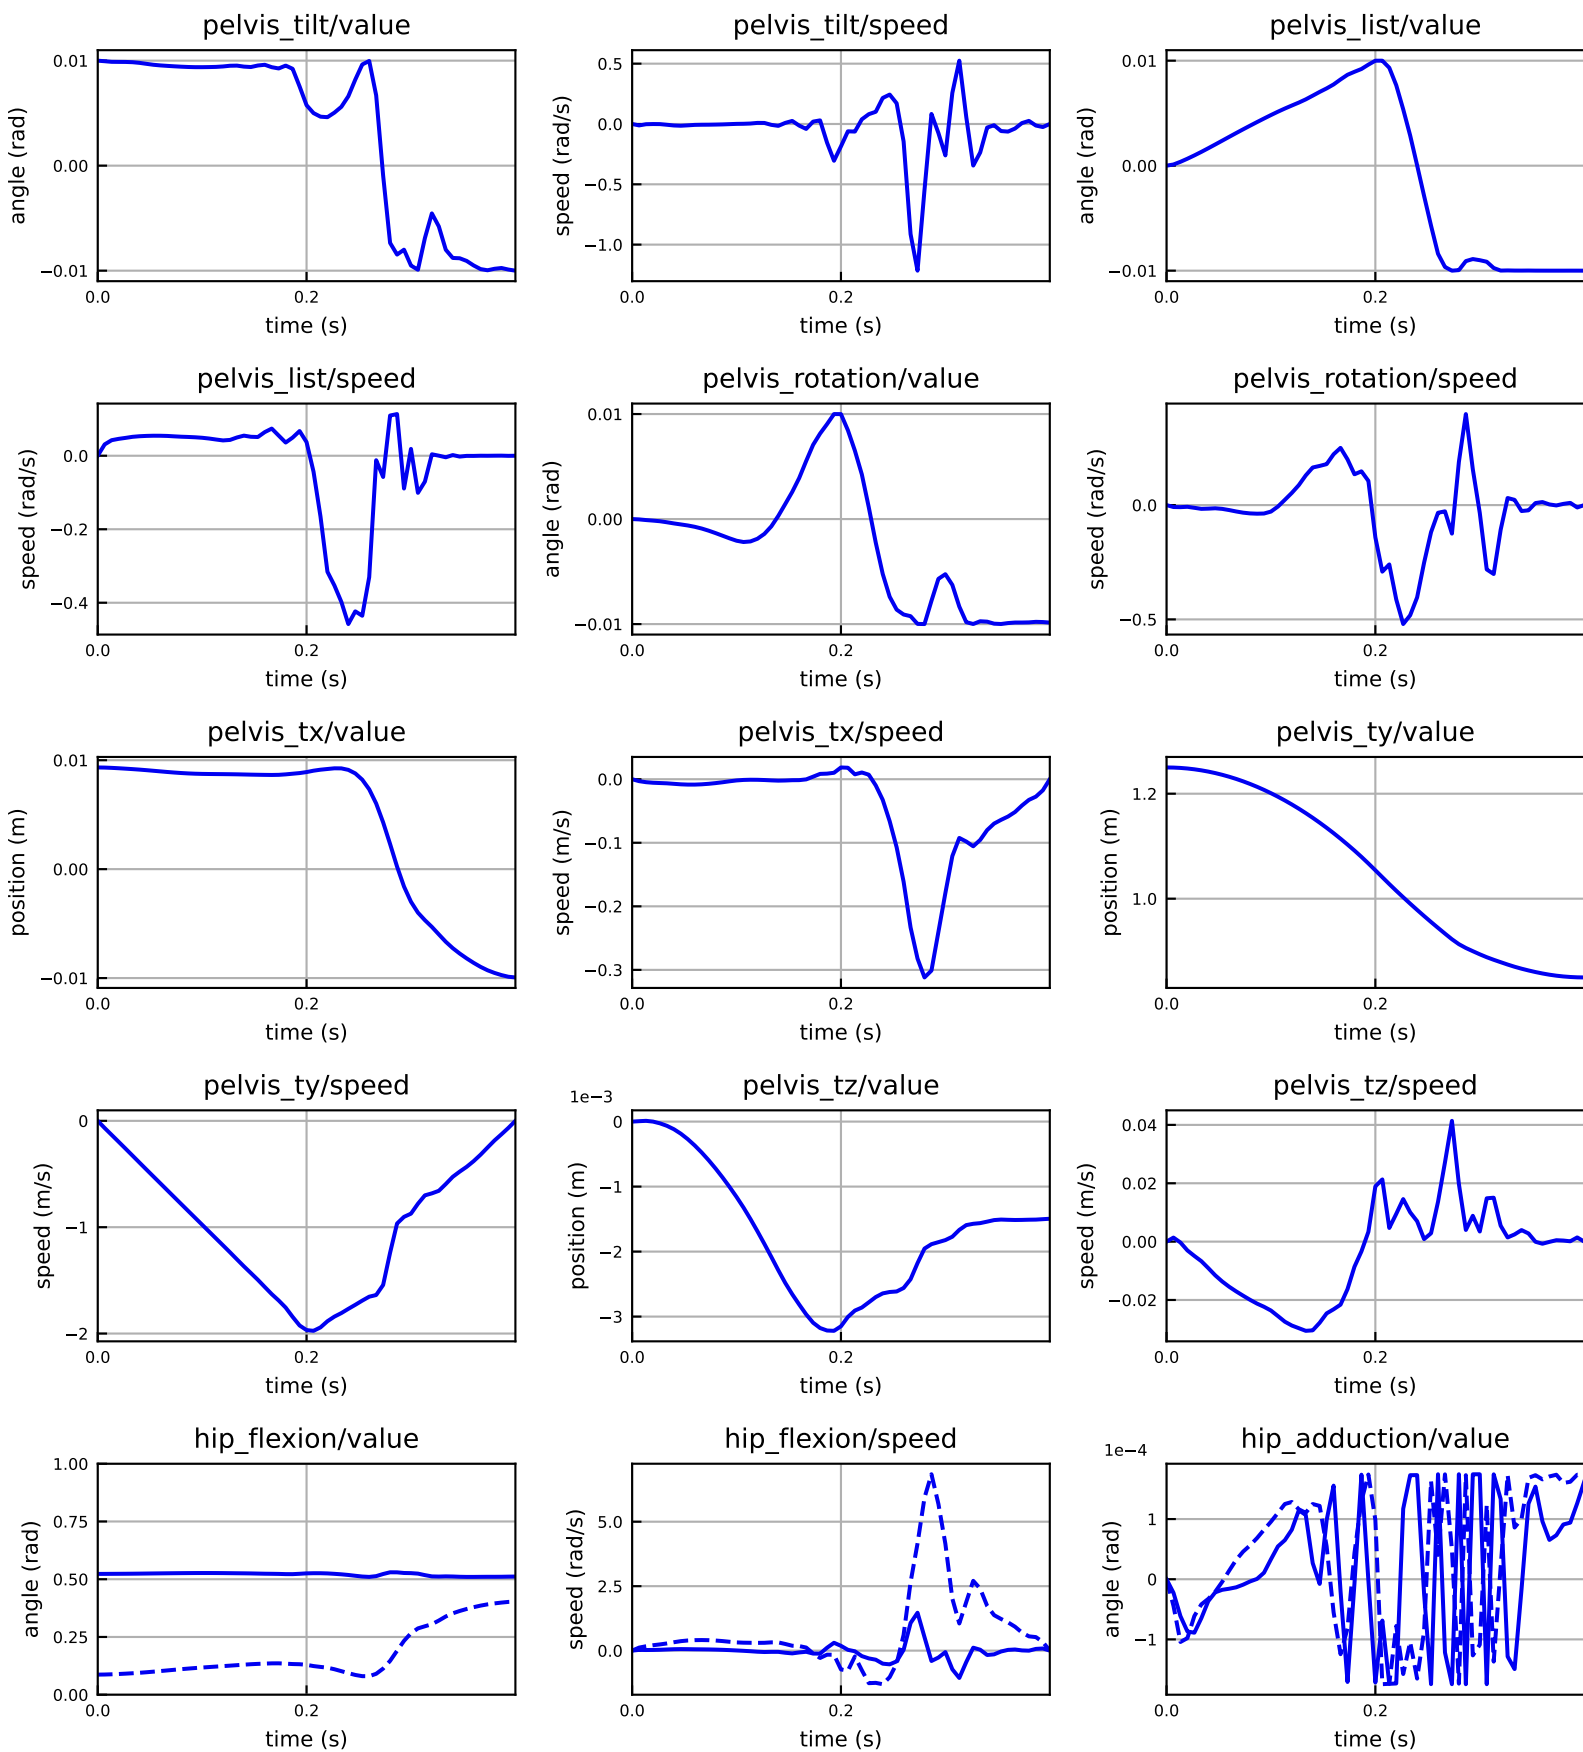 pelvis_tilt/value
angle (rad)
0.01
0.00
−0.01
0.0
0.2
time (s)
pelvis_tilt/speed
speed (rad/s)
0.5
0.0
−0.5
−1.0
0.0
0.2
time (s)
pelvis_list/value
angle (rad)
0.01
0.00
−0.01
0.0
0.2
time (s)
pelvis_list/speed
speed (rad/s)
0.0
−0.2
−0.4
0.0
0.2
time (s)
pelvis_rotation/value
angle (rad)
0.01
0.00
−0.01
0.0
0.2
time (s)
pelvis_rotation/speed
speed (rad/s)
0.0
−0.5
0.0
0.2
time (s)
pelvis_tx/value
position (m)
0.01
0.00
−0.01
0.0
0.2
time (s)
pelvis_tx/speed
speed (m/s)
0.0
−0.1
−0.2
−0.3
0.0
0.2
time (s)
pelvis_ty/value
position (m)
1.2
1.0
0.0
0.2
time (s)
pelvis_ty/speed
speed (m/s)
0
−1
−2
0.0
0.2
time (s)
pelvis_tz/value
1e−3
position (m)
0
−1
−2
−3
0.0
0.2
time (s)
pelvis_tz/speed
speed (m/s)
0.04
0.02
0.00
−0.02
0.0
0.2
time (s)
hip_flexion/value
angle (rad)
1.00
0.75
0.50
0.25
0.00
0.0
0.2
time (s)
hip_flexion/speed
speed (rad/s)
5.0
2.5
0.0
0.0
0.2
time (s)
hip_adduction/value
1e−4
angle (rad)
1
0
−1
0.0
0.2
time (s)